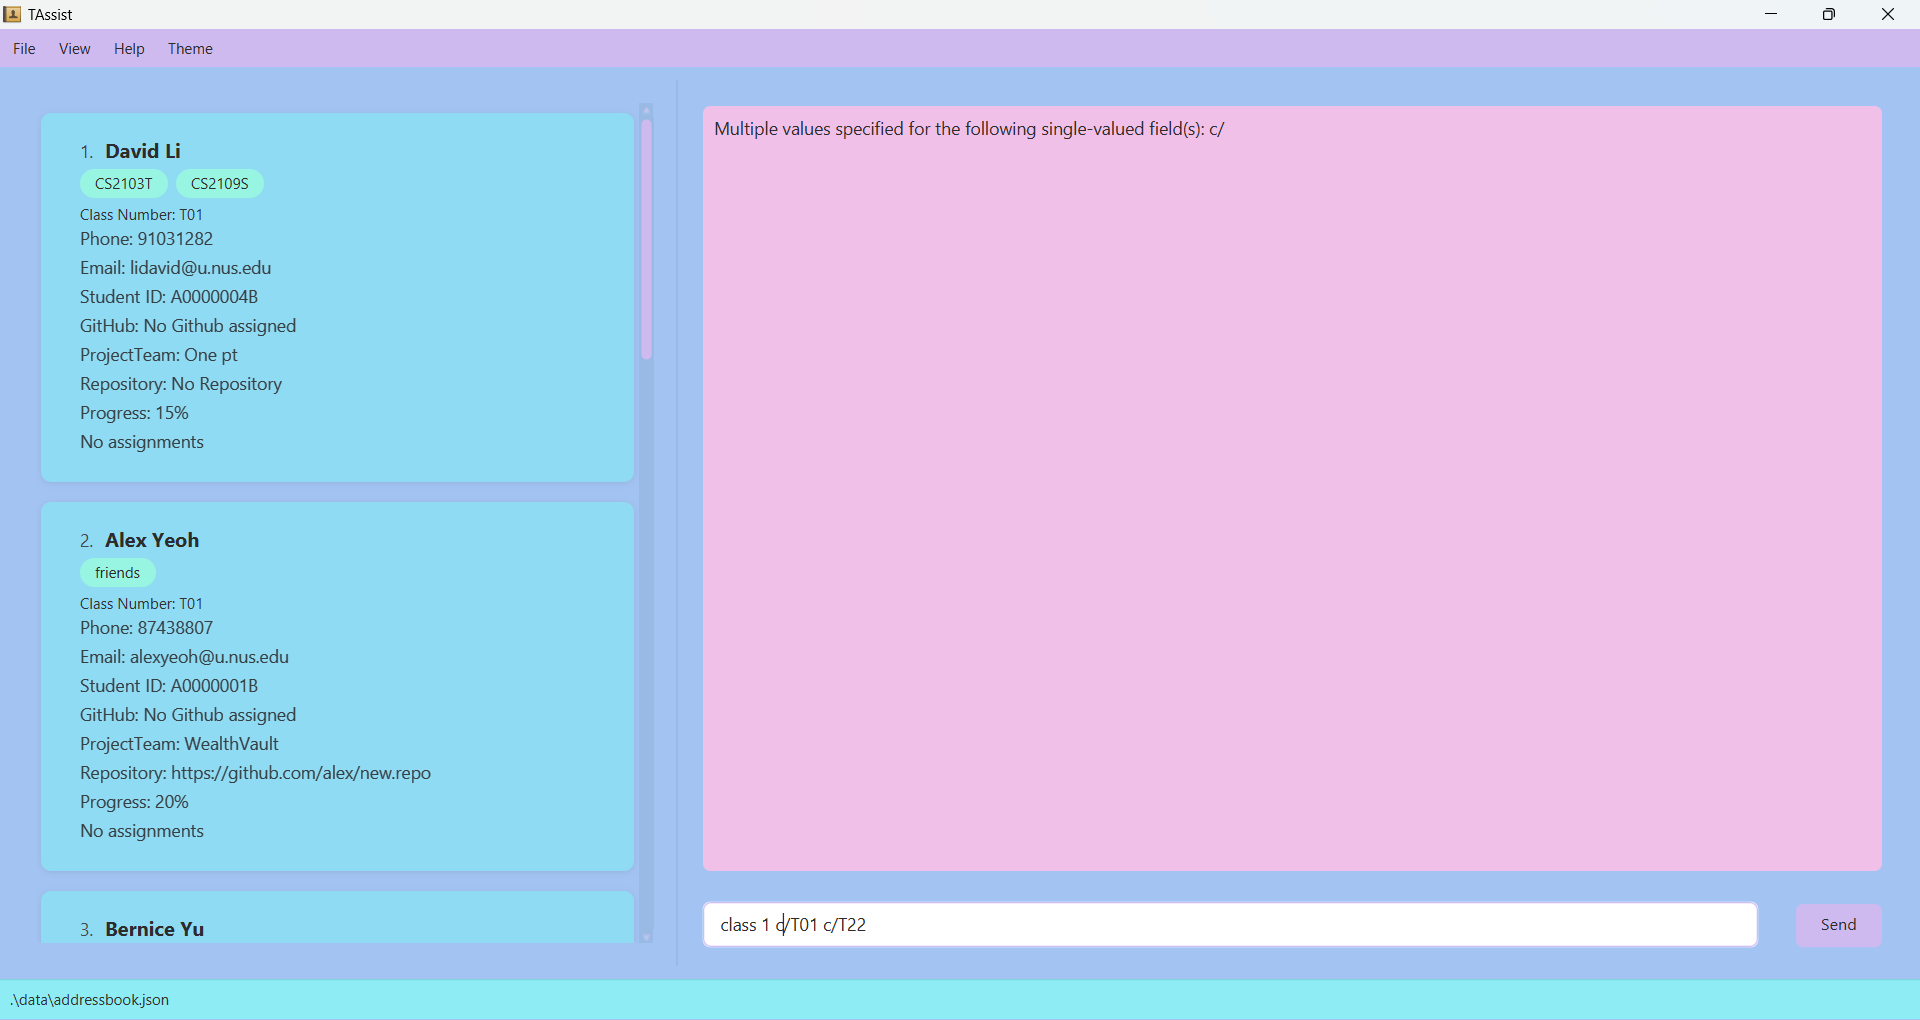 TAssist
File View Help Theme
1. David Li
CS2103T CS2109S
Class Number: T01
Phone: 91031282
Email: lidavid@u.nus.edu
Student ID: A0000004B
GitHub: No Github assigned
ProjectTeam: One pt
Repository: No Repository
Progress: 15%
No assignments
2. Alex Yeoh
friends
Class Number: T01
Phone: 87438807
Email: alexyeoh@u.nus.edu
Student ID: A0000001B
GitHub: No Github assigned
ProjectTeam: WealthVault
Repository: https://github.com/alex/new.repo
Progress: 20%
No assignments
3. Bernice Yu
Multiple values specified for the following single-valued field(s): c/
class 1 c/T01 c/T22
Send
.\data\addressbook.json